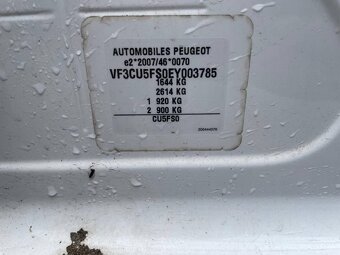 AUTOMOBILES PEUGEOT
e2*2007/46*0070
VF3CU5FS0EY003785
1644 KG
2614 KG
1 920 KG
2 900 KG
CU5FS0